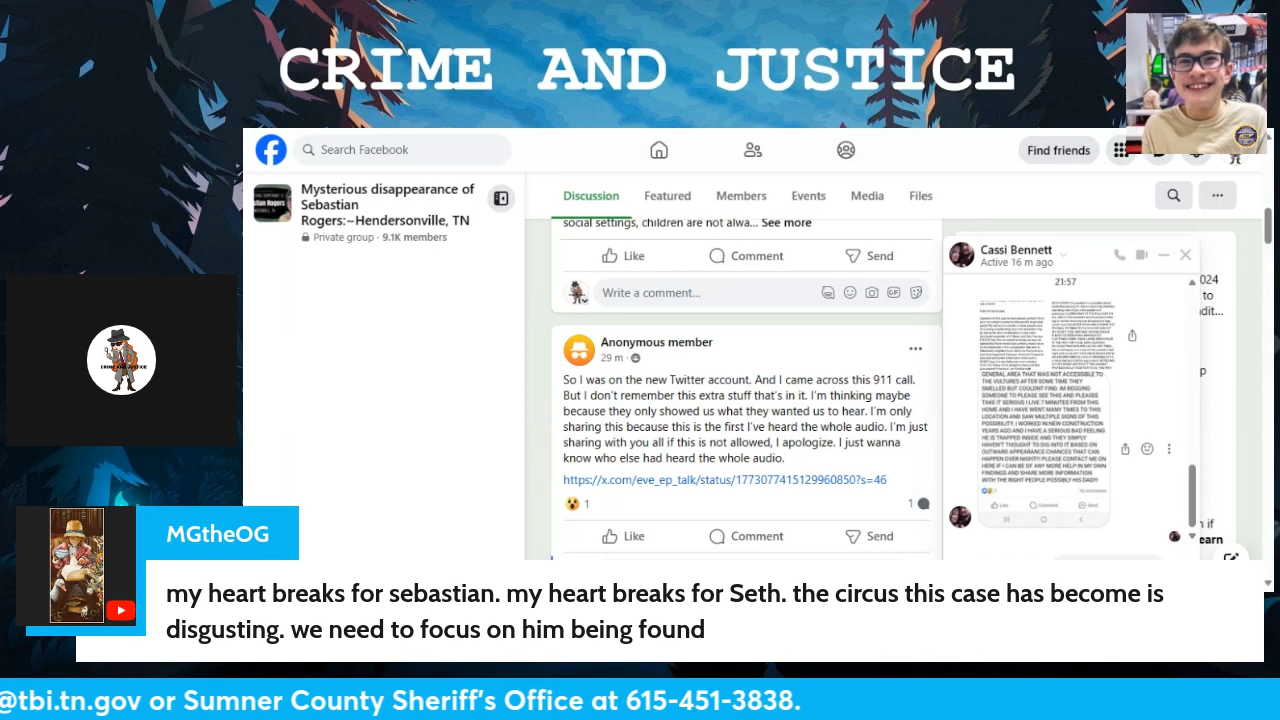 CRIME AND JUSTICE
Search Facebook
Find friends
Mysterious disappearance of
Sebastian
Rogers:~Hendersonville, TN
Private group · 9.1K members
Discussion
Featured
Members
Events
Media
Files
social settings, children are not alwa... See more
Like
Comment
Send
Write a comment...
GIF
Anonymous member
29 m ·
So I was on the new Twitter account. And I came across this 911 call.
But I don't remember this extra stuff that's in it. I'm thinking maybe
because they only showed us what they wanted us to hear. I'm only
sharing this because this is the first I've heard the whole audio. I'm just
sharing with you all if this is not allowed, I apologize. I just wanna
know who else had heard the whole audio.
https://x.com/eve_ep_talk/status/1773077415129960850?s=46
1
1
Like
Comment
Send
Cassi Bennett
Active 16 m ago
21:57
GENERAL AREA THAT WAS NOT ACCESSIBLE TO
THE VULTURES AFTER SOME TIME THEY
SMELLED BUT COULDNT FIND. IM BEGGING
SOMEONE TO PLEASE SEE THIS AND PLEASE
TAKE IT SERIOUS I LIVE 7 MINUTES FROM THIS
HOME AND I HAVE WENT MANY TIMES TO THIS
LOCATION AND SAW MULTIPLE SIGNS OF THIS
POSSIBILITY. I WORKED IN NEW CONSTRUCTION
YEARS AGO AND I HAVE A SERIOUS BAD FEELING
HE IS TRAPPED INSIDE AND THEY SIMPLY
HAVEN'T THOUGHT TO DIG INTO IT BASED ON
OUTWARD APPEARANCE CHANCES THAT CAN
HAPPEN OVER NIGHT!!! PLEASE CONTACT ME ON
HERE IF I CAN BE OF ANY MORE HELP IN MY OWN
FINDINGS AND SHARE MORE INFORMATION
WITH THE RIGHT PEOPLE POSSIBLY HIS DAD!!!
Like
Comment
Send
024
to
dit...
p
n if
earn
CRIME AND JUSTICE
MGtheOG
my heart breaks for sebastian. my heart breaks for Seth. the circus this case has become is
disgusting. we need to focus on him being found
@tbi.tn.gov or Sumner County Sheriff's Office at 615-451-3838.